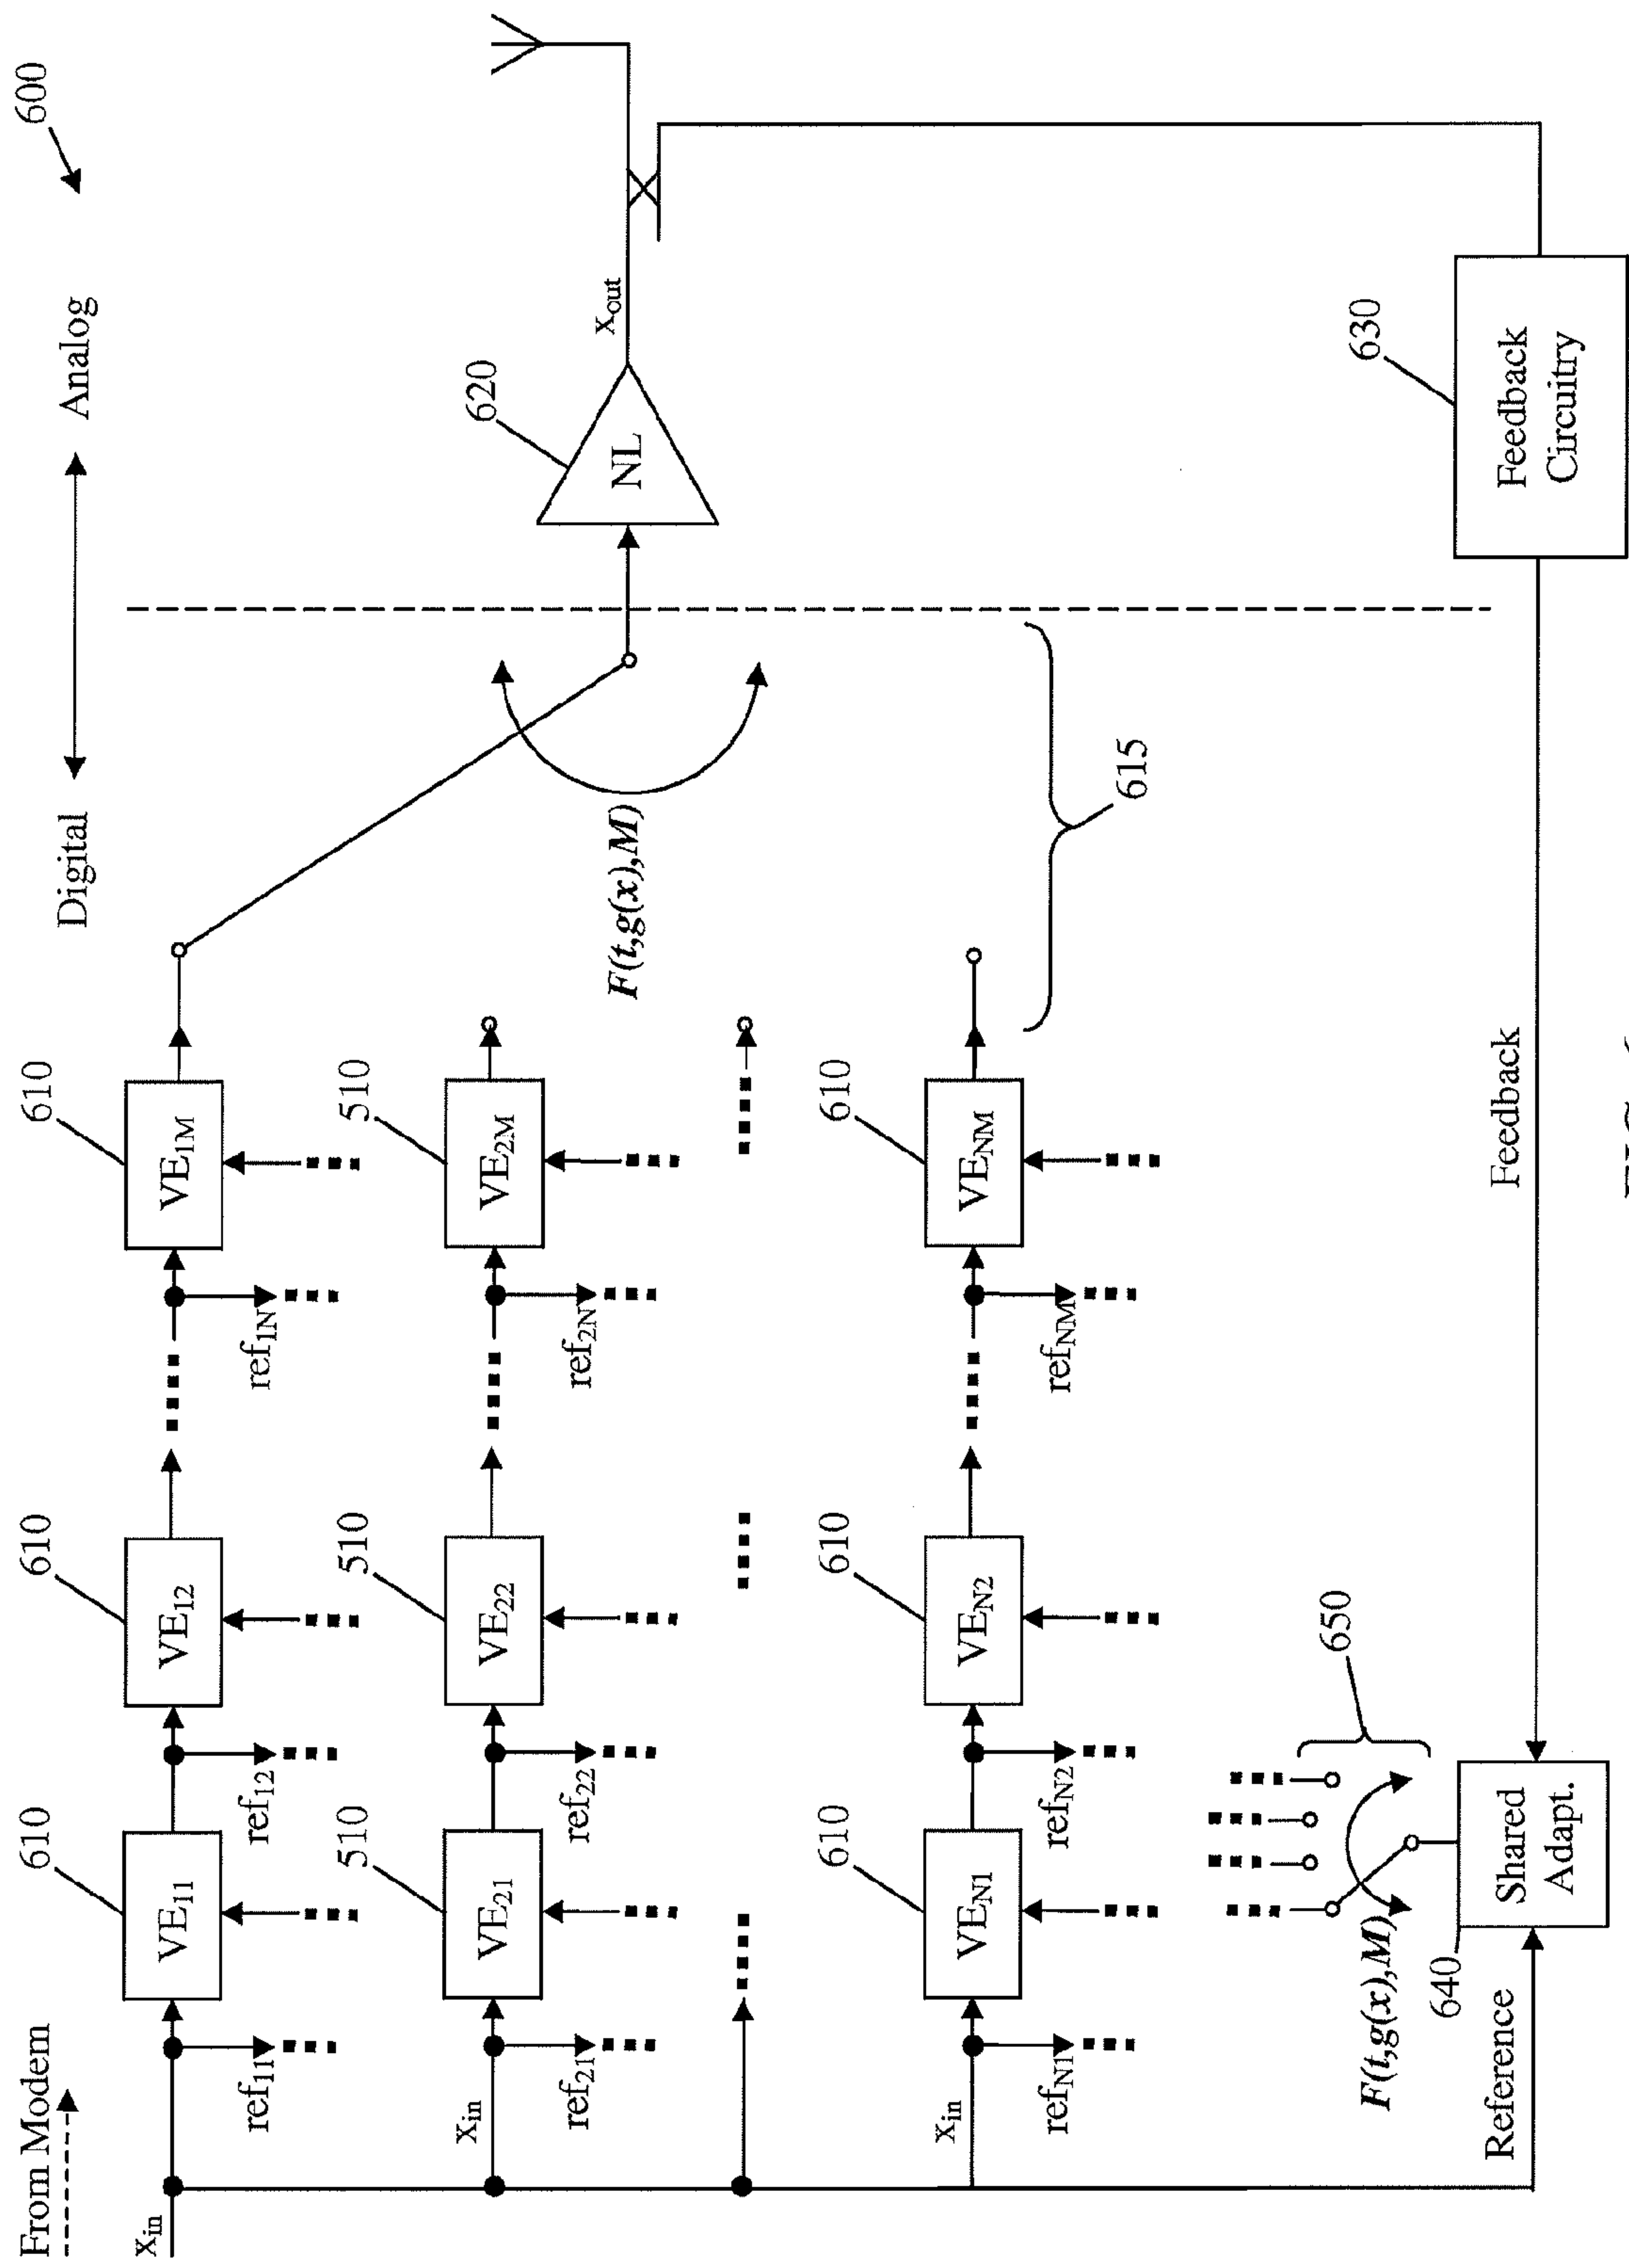 600
Digital
Analog
From Modem
x_in
610
VE_11
610
VE_12
610
VE_1M
ref_11
ref_12
ref_1N
x_in
510
VE_21
510
VE_22
510
VE_2M
ref_21
ref_22
ref_2N
F(t,g(x),M)
620
NL
x_out
x_in
610
VE_N1
610
VE_N2
610
VE_NM
ref_N1
ref_N2
ref_NM
615
650
F(t,g(x),M)
640
Shared
Adapt.
Reference
Feedback
630
Feedback
Circuitry